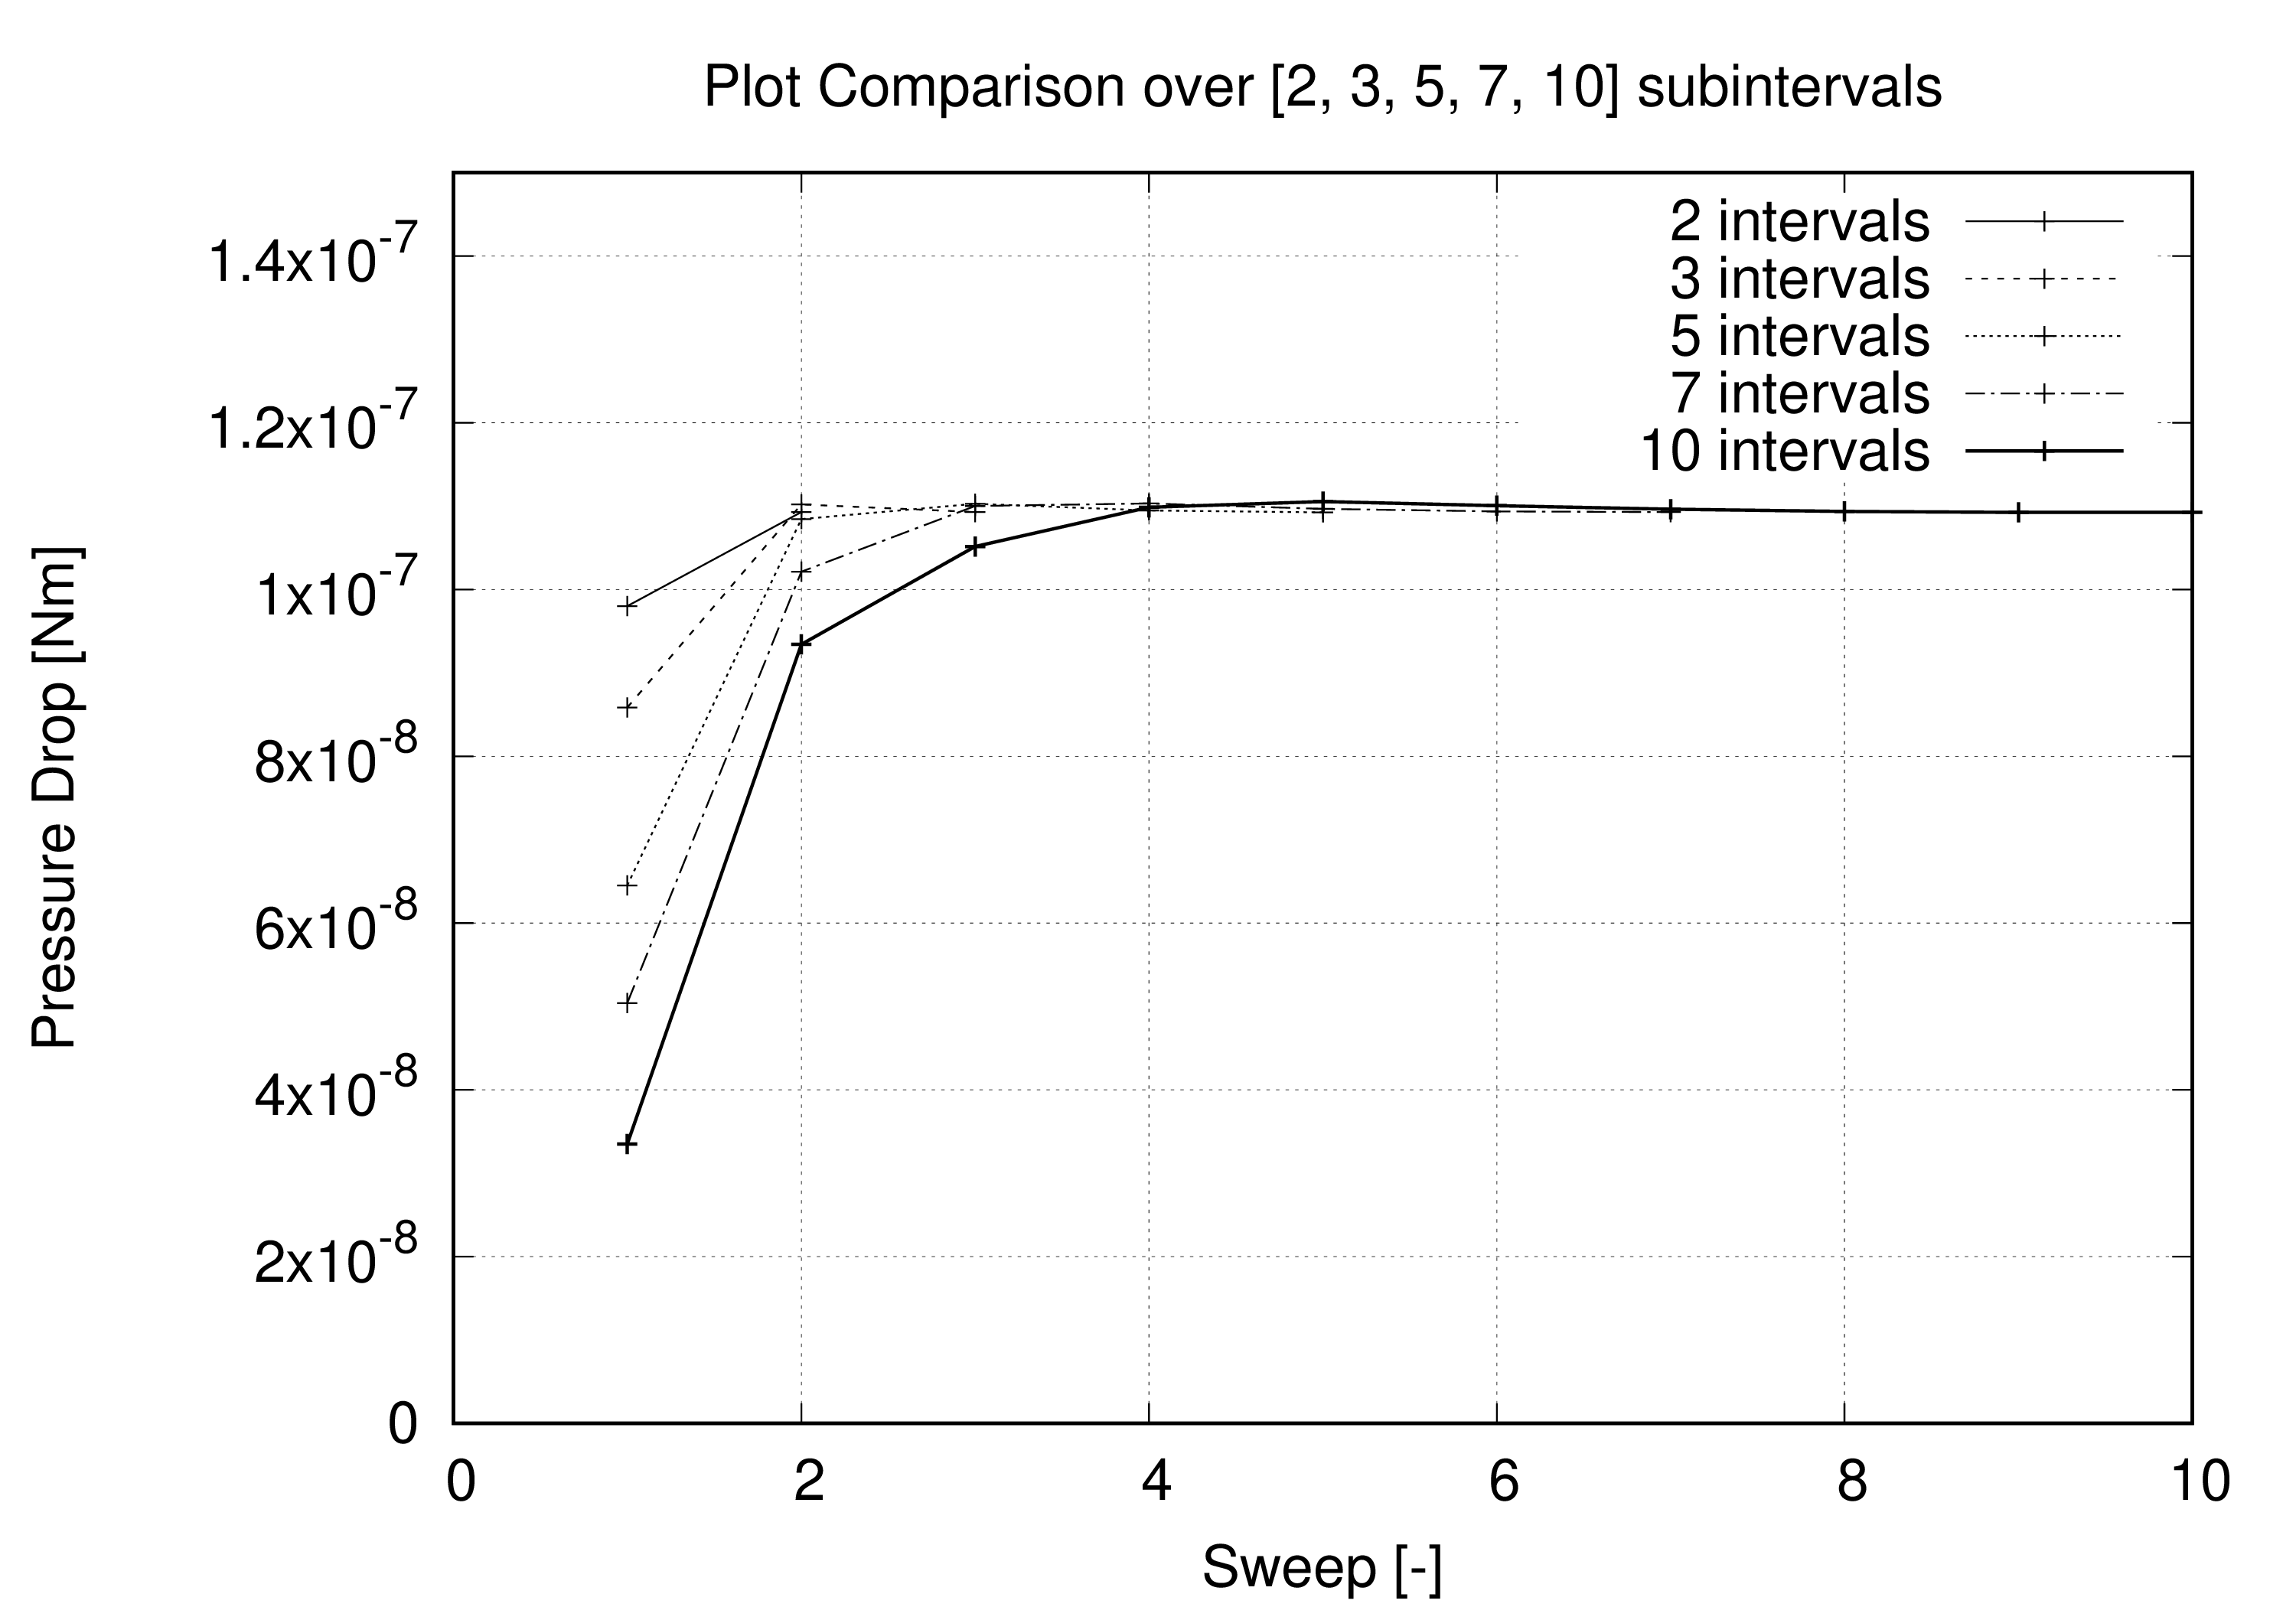 Plot Comparison over [2, 3, 5, 7, 10] subintervals
2 intervals
3 intervals
5 intervals
7 intervals
10 intervals
1.4x10-7
1.2x10-7
1x10-7
8x10-8
6x10-8
4x10-8
2x10-8
0
Pressure Drop [Nm]
0 2 4 6 8 10
Sweep [-]